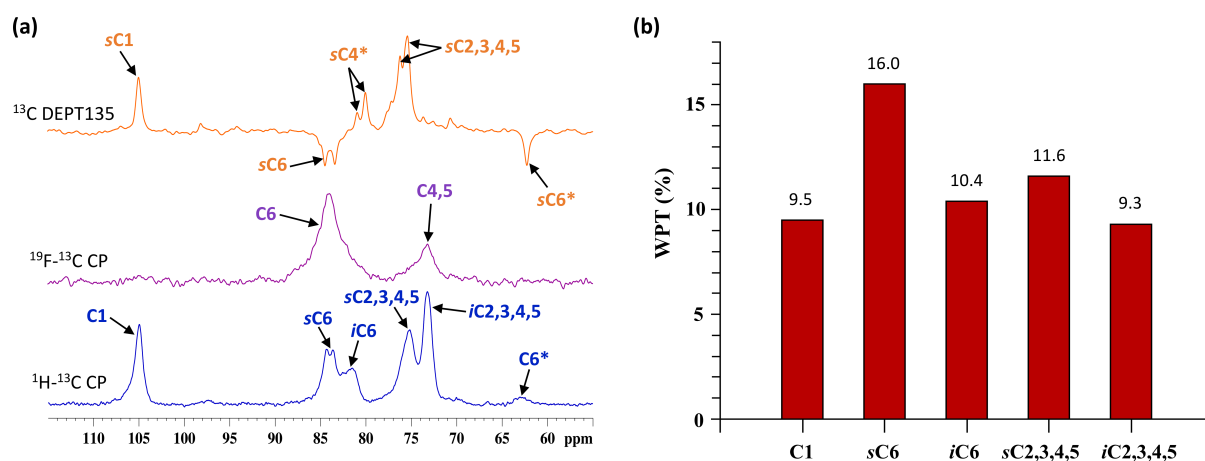 (a)
sC1
sC4*
sC2,3,4,5
¹³C DEPT135
sC6
sC6*
C6
C4,5
¹⁹F-¹³C CP
C1
sC6
iC6
sC2,3,4,5
iC2,3,4,5
C6*
¹H-¹³C CP
110 105 100 95 90 85 80 75 70 65 60 ppm
(b)
WPT (%)
15
10
5
0
9.5
16.0
10.4
11.6
9.3
C1 sC6 iC6 sC2,3,4,5 iC2,3,4,5